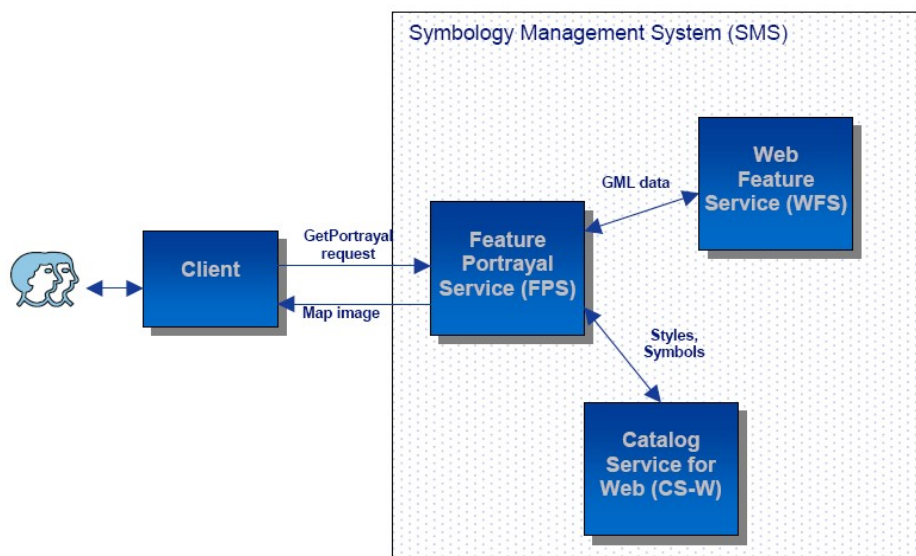 Symbology Management System (SMS)
Web
Feature
Service (WFS)
GML data
GetPortrayal
request
Client
Feature
Portrayal
Service (FPS)
Map image
Styles,
Symbols
Catalog
Service for
Web (CS-W)